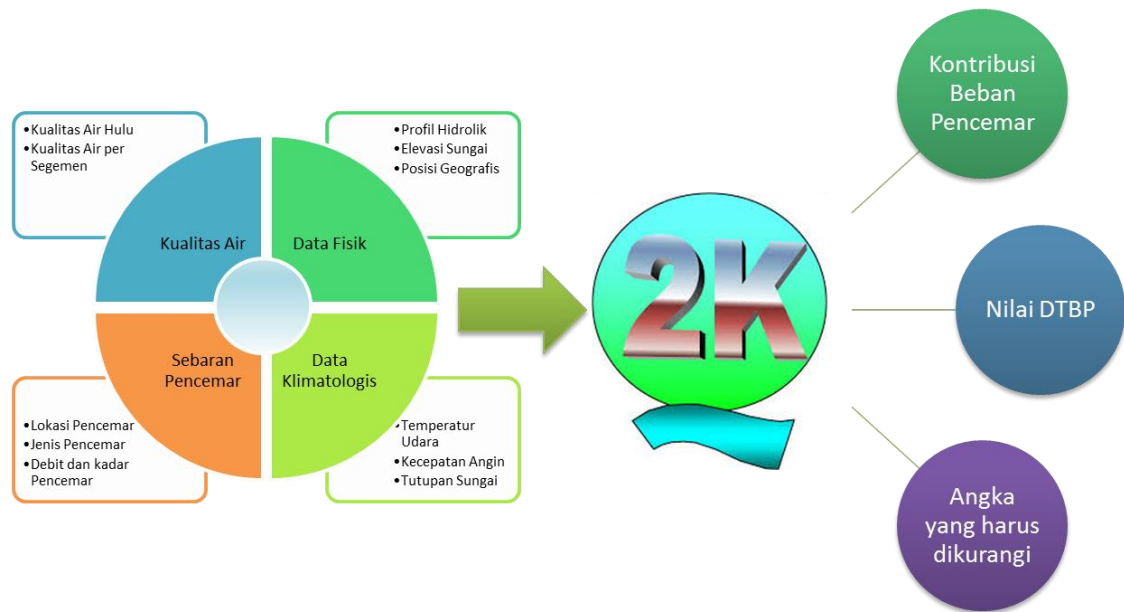 •Kualitas Air Hulu
•Kualitas Air per
Segmen
•Profil Hidrolik
•Elevasi Sungai
•Posisi Geografis
Kualitas Air
Data Fisik
Sebaran
Pencemar
Data
Klimatologis
•Lokasi Pencemar
•Jenis Pencemar
•Debit dan kadar
Pencemar
•Temperatur
Udara
•Kecepatan Angin
•Tutupan Sungai
2K
Kontribusi
Beban
Pencemar
Nilai DTBP
Angka
yang harus
dikurangi